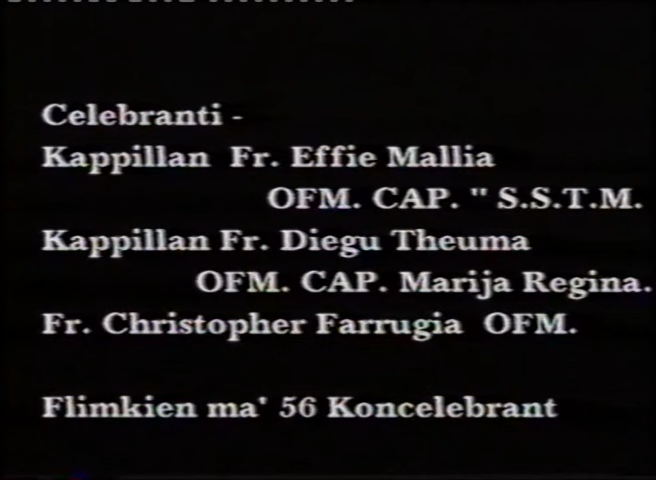 Celebranti -
Kappillan Fr. Effie Mallia
OFM. CAP. " S.S.T.M.
Kappillan Fr. Diegu Theuma
OFM. CAP. Marija Regina.
Fr. Christopher Farrugia OFM.
Flimkien ma' 56 Koncelebrant